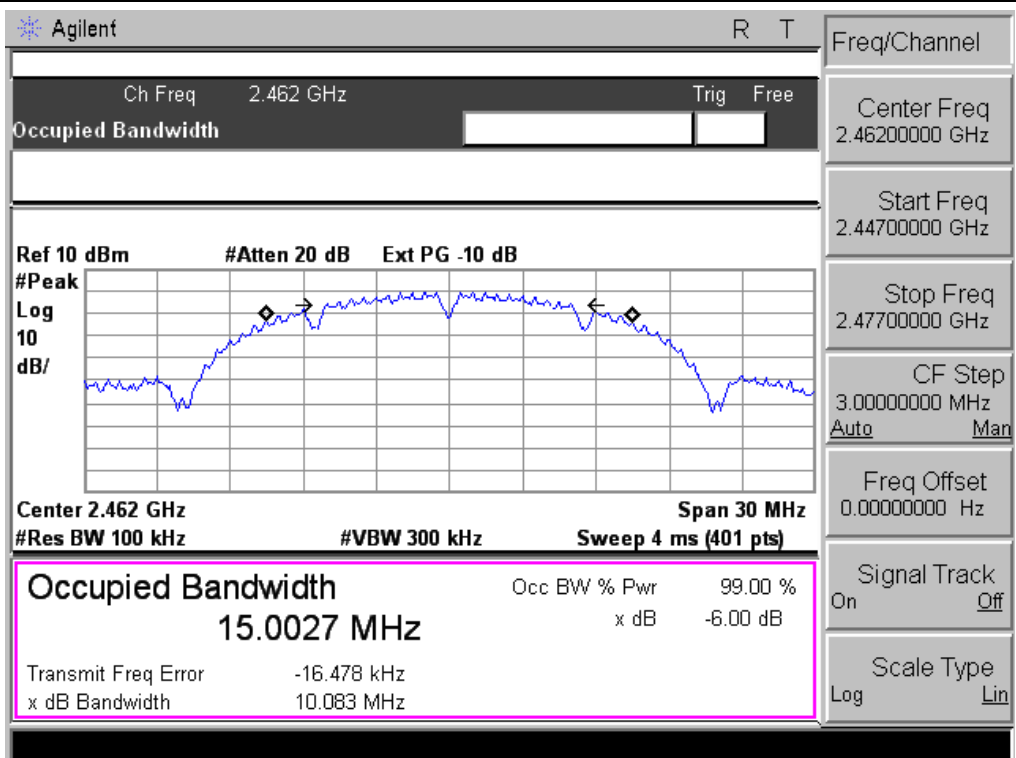 Agilent R T
Ch Freq 2.462 GHz Trig Free
Occupied Bandwidth
Ref 10 dBm #Atten 20 dB Ext PG -10 dB
#Peak
Log
10
dB/
Center 2.462 GHz Span 30 MHz
#Res BW 100 kHz #VBW 300 kHz Sweep 4 ms (401 pts)
Occupied Bandwidth
15.0027 MHz
Occ BW % Pwr 99.00 %
x dB -6.00 dB
Transmit Freq Error -16.478 kHz
x dB Bandwidth 10.083 MHz
Freq/Channel
Center Freq
2.46200000 GHz
Start Freq
2.44700000 GHz
Stop Freq
2.47700000 GHz
CF Step
3.00000000 MHz
Auto Man
Freq Offset
0.00000000 Hz
Signal Track
On Off
Scale Type
Log Lin